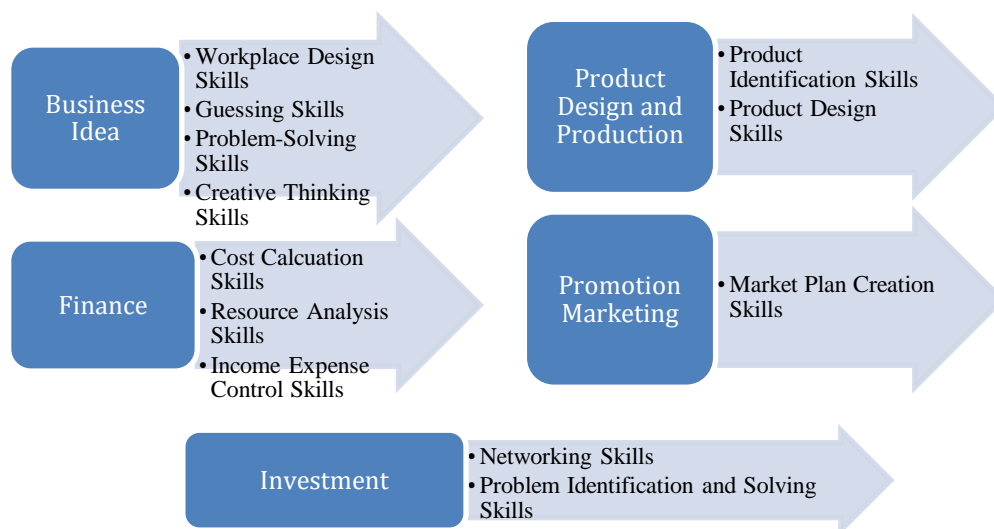 Business
Idea
• Workplace Design
Skills
• Guessing Skills
• Problem-Solving
Skills
• Creative Thinking
Skills
Product
Design and
Production
• Product
Identification Skills
• Product Design
Skills
Finance
• Cost Calcuation
Skills
• Resource Analysis
Skills
• Income Expense
Control Skills
Promotion
Marketing
• Market Plan Creation
Skills
Investment
• Networking Skills
• Problem Identification and Solving
Skills